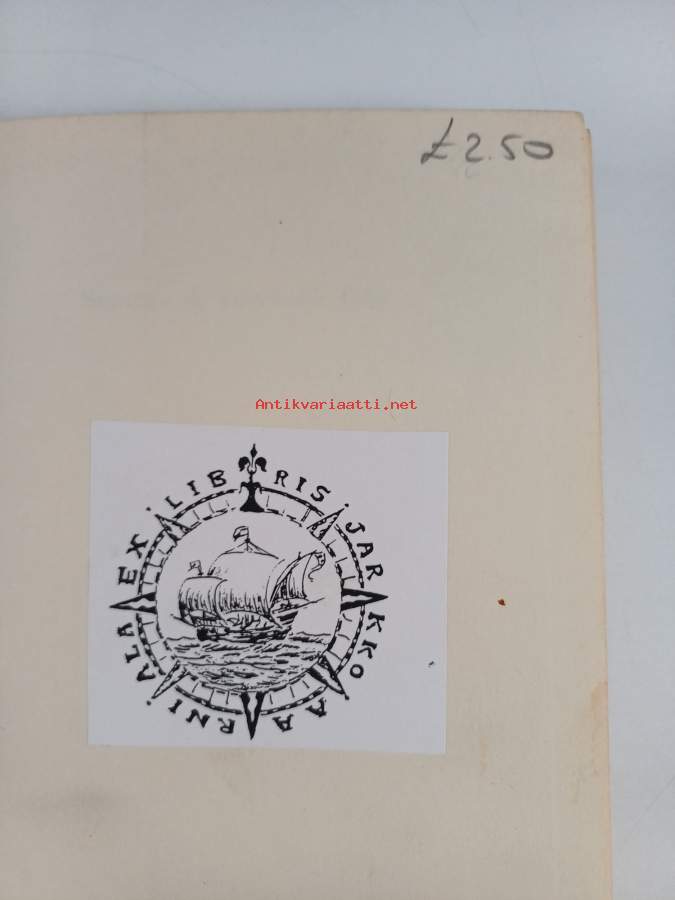 £2.50
Antikvariaatti.net
EX LIBRIS JARKKO AARNIALA